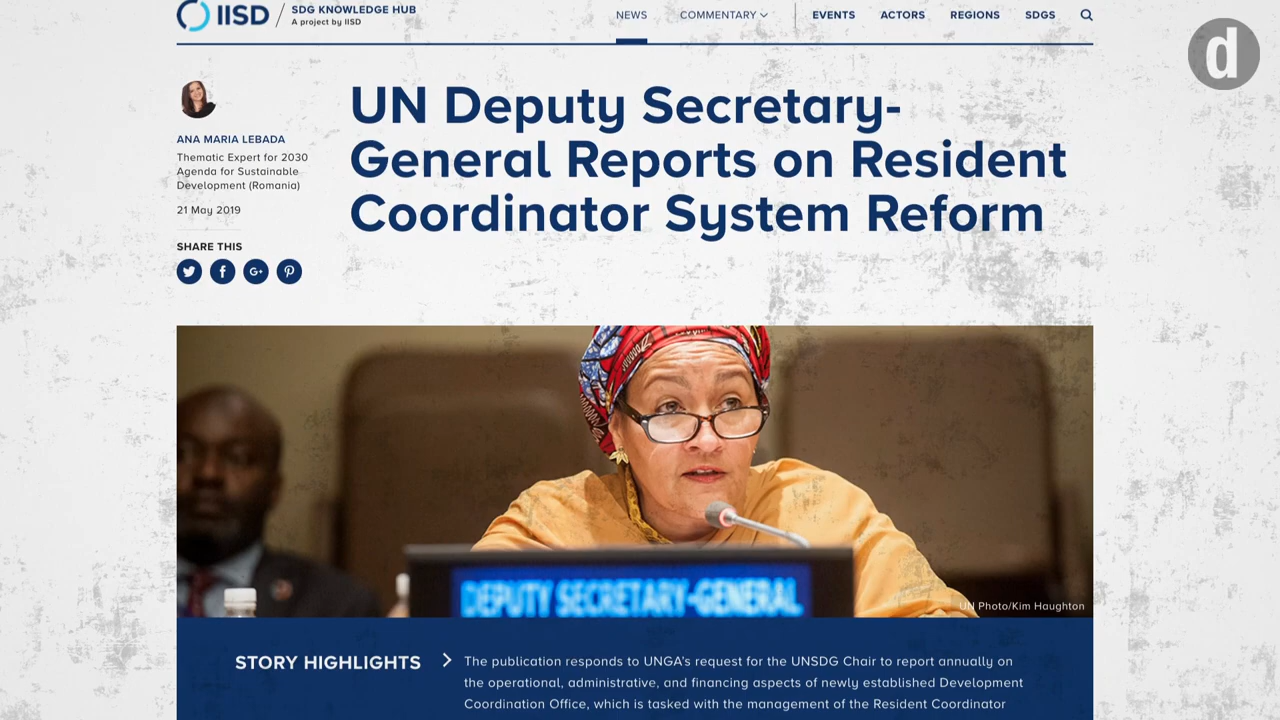 IISD
SDG KNOWLEDGE HUB
A project by IISD
NEWS
COMMENTARY
EVENTS
ACTORS
REGIONS
SDGS
d
ANA MARIA LEBADA
Thematic Expert for 2030
Agenda for Sustainable
Development (Romania)
21 May 2019
SHARE THIS
G+
UN Deputy Secretary-
General Reports on Resident
Coordinator System Reform
DEPUTY SECRETARY-GENERAL
UN Photo/Kim Haughton
STORY HIGHLIGHTS
The publication responds to UNGA's request for the UNSDG Chair to report annually on
the operational, administrative, and financing aspects of newly established Development
Coordination Office, which is tasked with the management of the Resident Coordinator